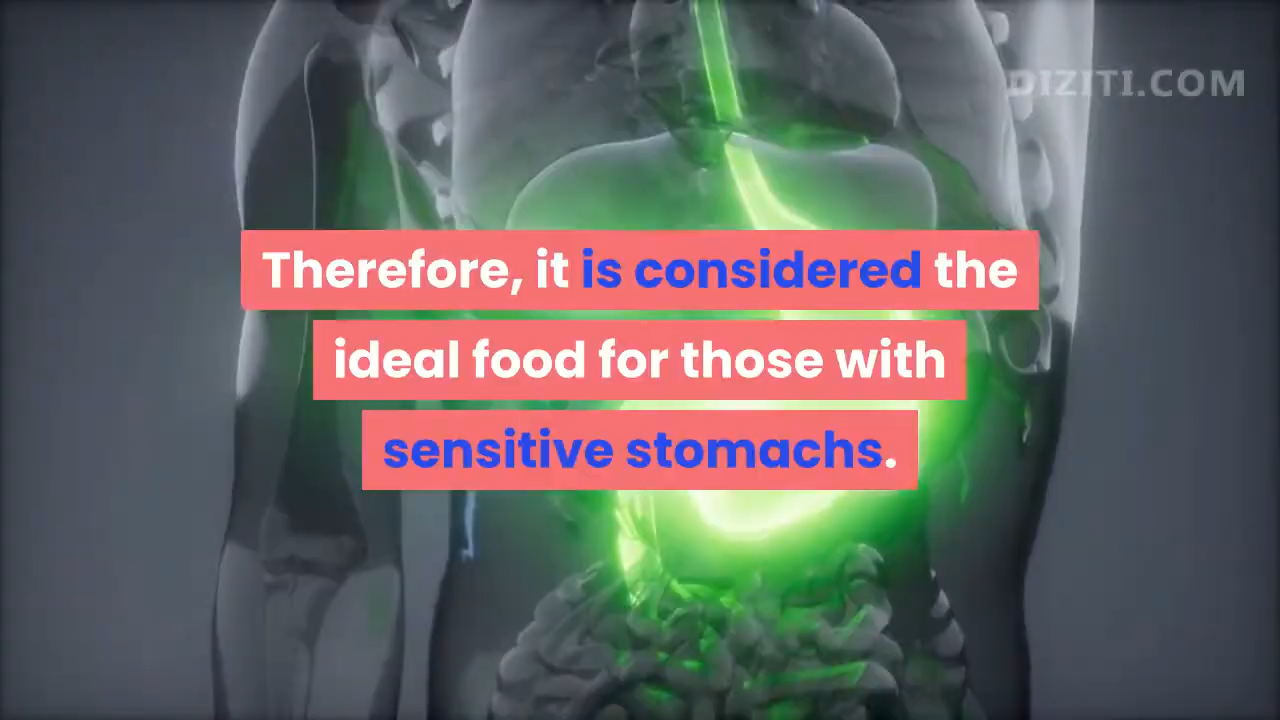 DIZITI.COM
Therefore, it is considered the
ideal food for those with
sensitive stomachs.